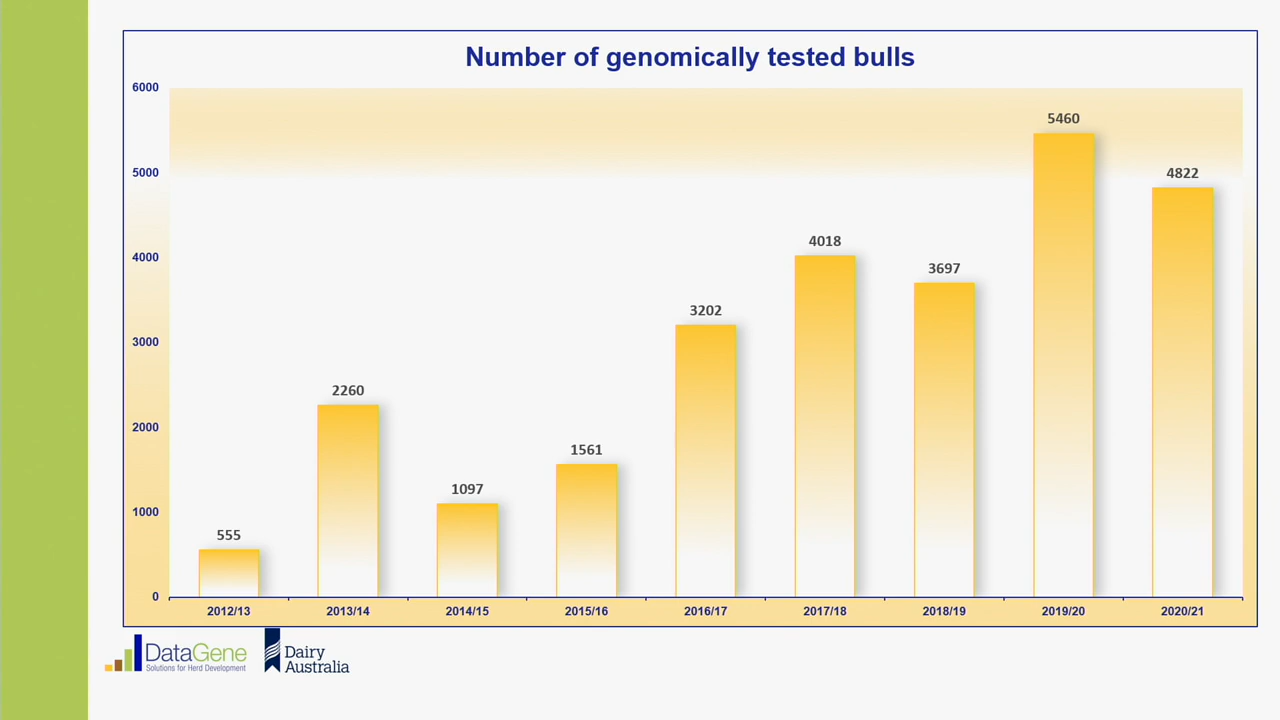 Number of genomically tested bulls
6000
5000
4000
3000
2000
1000
0
555
2260
1097
1561
3202
4018
3697
5460
4822
2012/13 2013/14 2014/15 2015/16 2016/17 2017/18 2018/19 2019/20 2020/21
DataGene
Solutions for Herd Development
Dairy
Australia